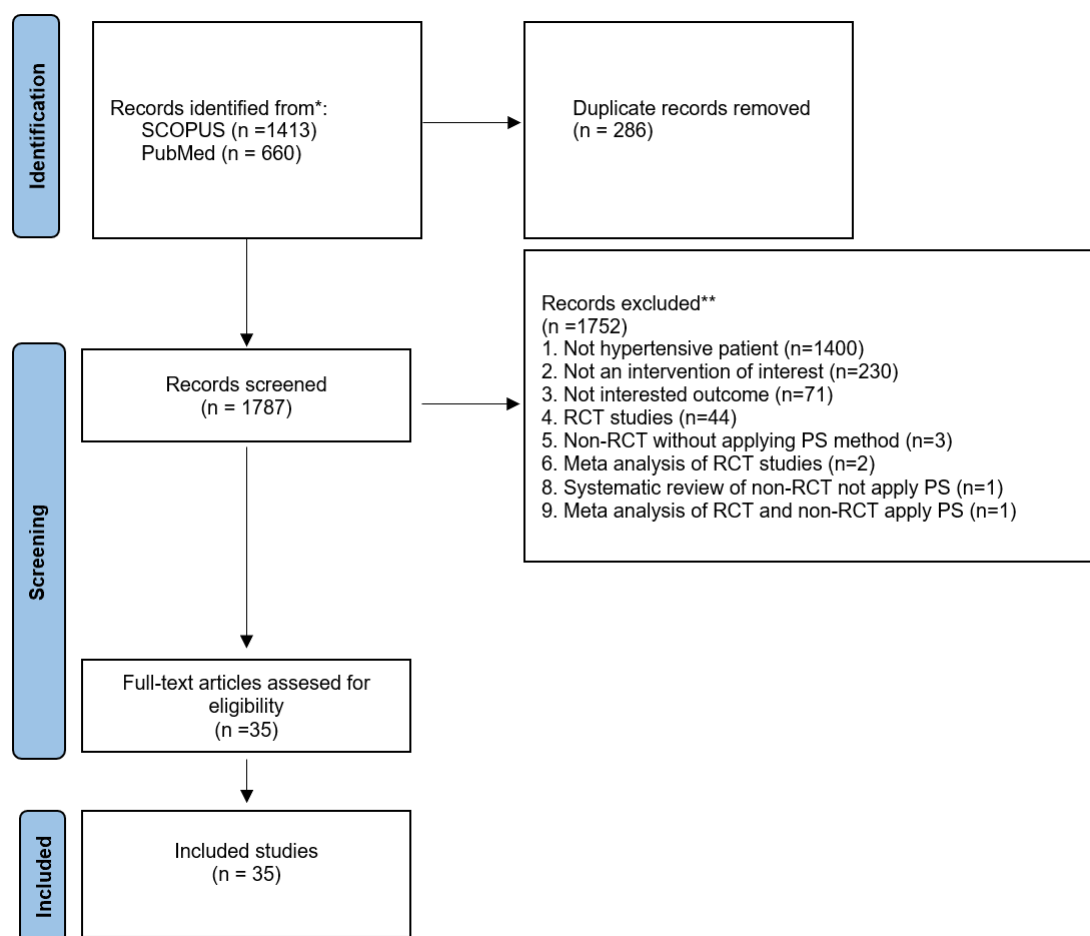 Identification
Records identified from*:
SCOPUS (n =1413)
PubMed (n = 660)
Duplicate records removed
(n = 286)
Screening
Records screened
(n = 1787)
Records excluded**
(n =1752)
1. Not hypertensive patient (n=1400)
2. Not an intervention of interest (n=230)
3. Not interested outcome (n=71)
4. RCT studies (n=44)
5. Non-RCT without applying PS method (n=3)
6. Meta analysis of RCT studies (n=2)
8. Systematic review of non-RCT not apply PS (n=1)
9. Meta analysis of RCT and non-RCT apply PS (n=1)
Full-text articles assesed for
eligibility
(n =35)
Included
Included studies
(n = 35)